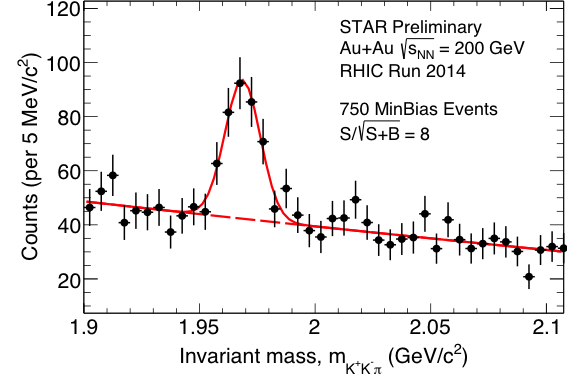 STAR Preliminary
Au+Au √sNN = 200 GeV
RHIC Run 2014
750 MinBias Events
S/√S+B = 8
Counts (per 5 MeV/c²)
120
100
80
60
40
20
1.9 1.95 2 2.05 2.1
Invariant mass, mK⁺K⁻π (GeV/c²)